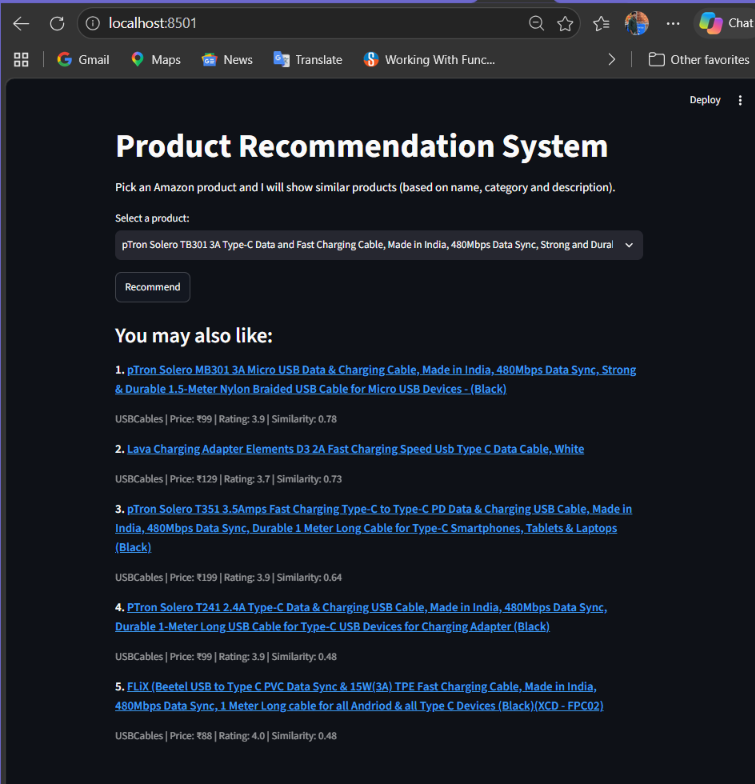 localhost:8501
Chat
Gmail
Maps
News
Translate
Working With Func...
Other favorites
Deploy
Product Recommendation System
Pick an Amazon product and I will show similar products (based on name, category and description).
Select a product:
pTron Solero TB301 3A Type-C Data and Fast Charging Cable, Made in India, 480Mbps Data Sync, Strong and Dural
Recommend
You may also like:
1. pTron Solero MB301 3A Micro USB Data & Charging Cable, Made in India, 480Mbps Data Sync, Strong
& Durable 1.5-Meter Nylon Braided USB Cable for Micro USB Devices - (Black)
USBCables | Price: ₹99 | Rating: 3.9 | Similarity: 0.78
2. Lava Charging Adapter Elements D3 2A Fast Charging Speed Usb Type C Data Cable, White
USBCables | Price: ₹129 | Rating: 3.7 | Similarity: 0.73
3. pTron Solero T351 3.5Amps Fast Charging Type-C to Type-C PD Data & Charging USB Cable, Made in
India, 480Mbps Data Sync, Durable 1 Meter Long Cable for Type-C Smartphones, Tablets & Laptops
(Black)
USBCables | Price: ₹199 | Rating: 3.9 | Similarity: 0.64
4. PTron Solero T241 2.4A Type-C Data & Charging USB Cable, Made in India, 480Mbps Data Sync,
Durable 1-Meter Long USB Cable for Type-C USB Devices for Charging Adapter (Black)
USBCables | Price: ₹99 | Rating: 3.9 | Similarity: 0.48
5. FLiX (Beetel USB to Type C PVC Data Sync & 15W(3A) TPE Fast Charging Cable, Made in India,
480Mbps Data Sync, 1 Meter Long cable for all Andriod & all Type C Devices (Black)(XCD - FPC02)
USBCables | Price: ₹88 | Rating: 4.0 | Similarity: 0.48